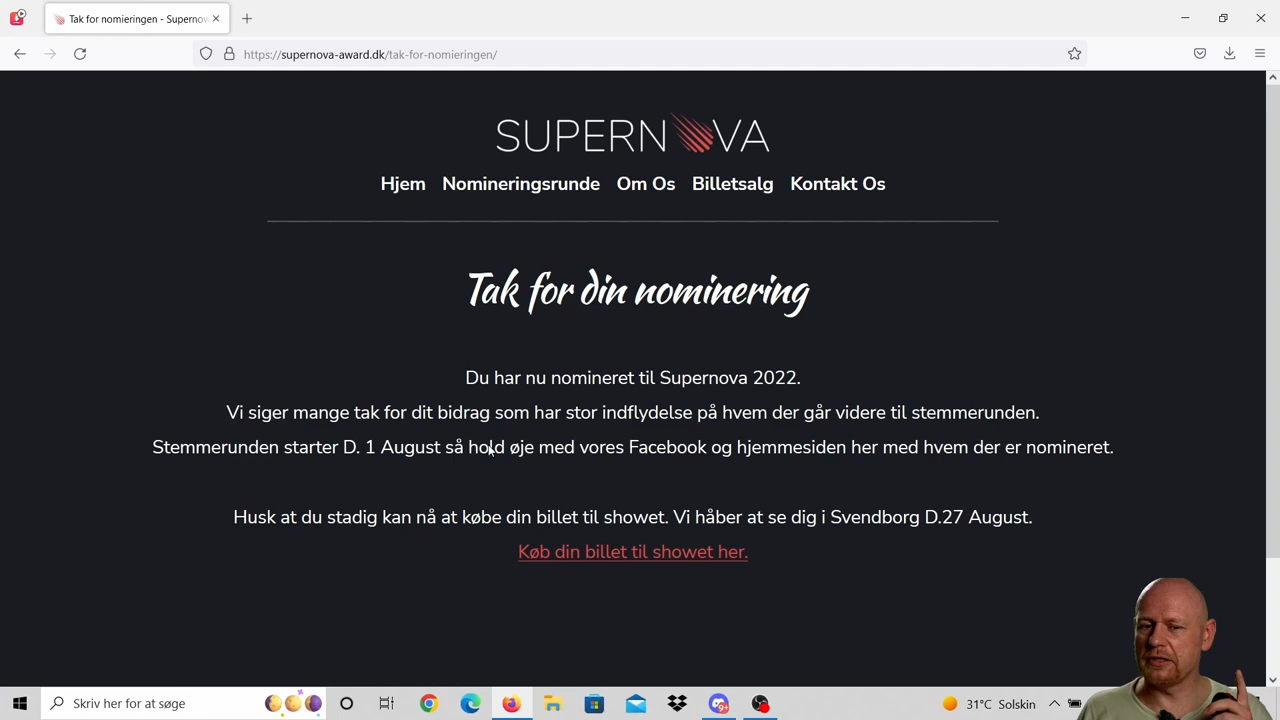 Tak for nomieringen - Supernov
https://supernova-award.dk/tak-for-nomieringen/
SUPERNOVA
Hjem Nomineringsrunde Om Os Billetsalg Kontakt Os
Tak for din nominering
Du har nu nomineret til Supernova 2022.
Vi siger mange tak for dit bidrag som har stor indflydelse på hvem der går videre til stemmerunden.
Stemmerunden starter D. 1 August så hold øje med vores Facebook og hjemmesiden her med hvem der er nomineret.
Husk at du stadig kan nå at købe din billet til showet. Vi håber at se dig i Svendborg D.27 August.
Køb din billet til showet her.
Skriv her for at søge
9+
31°C Solskin